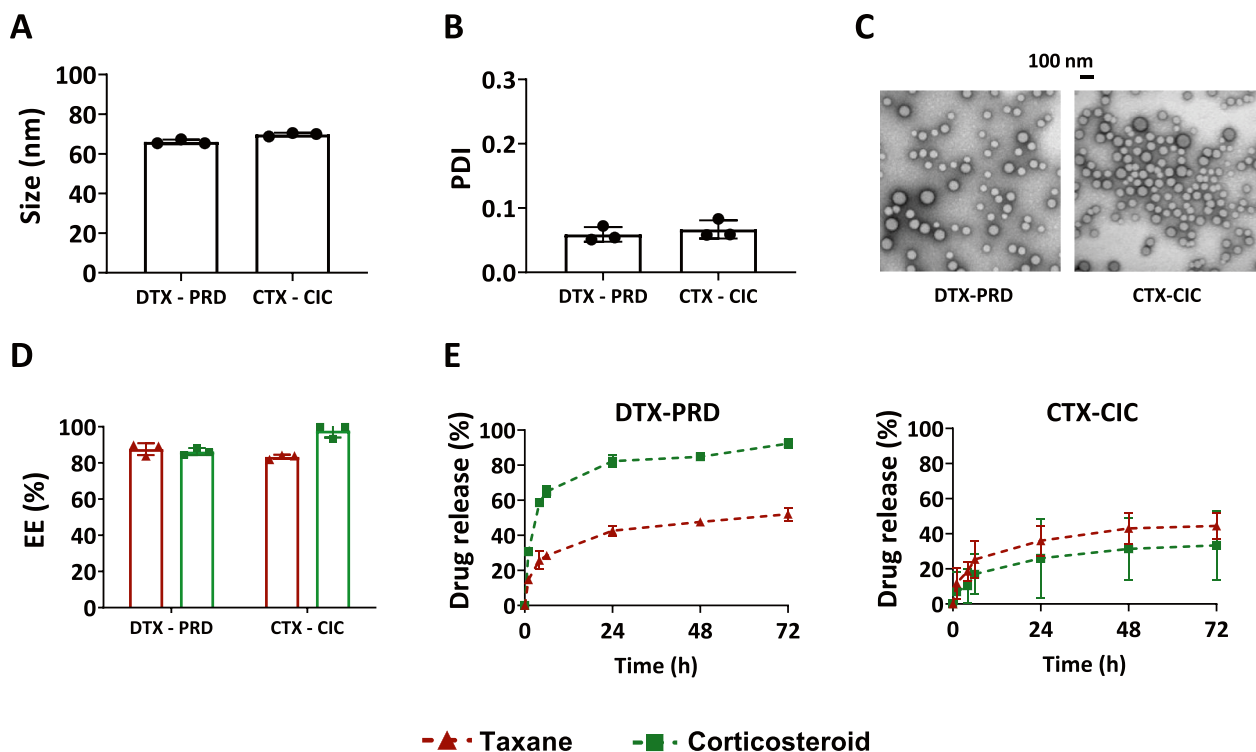 A
Size (nm)
100
80
60
40
20
0
DTX - PRD
CTX - CIC
B
PDI
0.3
0.2
0.1
0.0
DTX - PRD
CTX - CIC
C
100 nm
DTX-PRD
CTX-CIC
D
EE (%)
100
80
60
40
20
0
DTX - PRD
CTX - CIC
E
DTX-PRD
Drug release (%)
100
80
60
40
20
0
0 24 48 72
Time (h)
CTX-CIC
Drug release (%)
100
80
60
40
20
0
0 24 48 72
Time (h)
Taxane
Corticosteroid